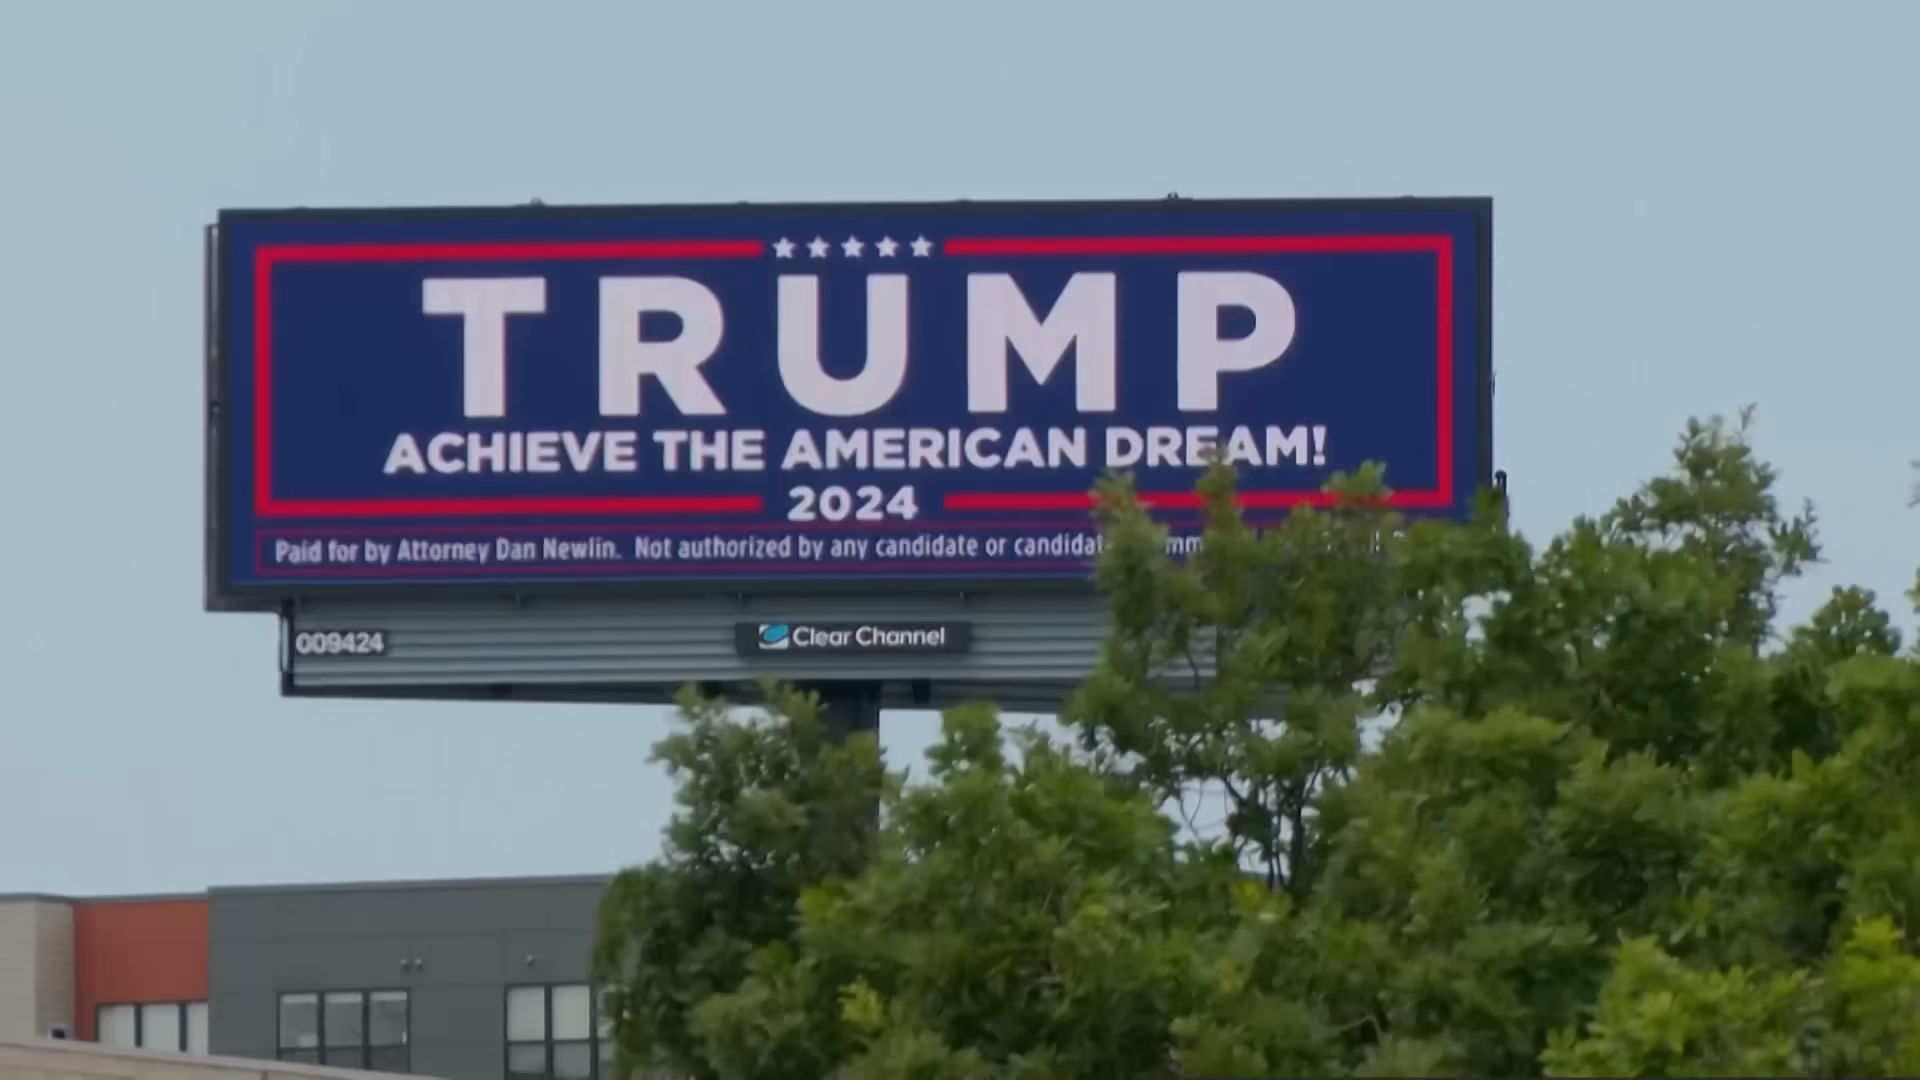 TRUMP
ACHIEVE THE AMERICAN DREAM!
2024
Paid for by Attorney Dan Newlin. Not authorized by any candidate or
009424
Clear Channel